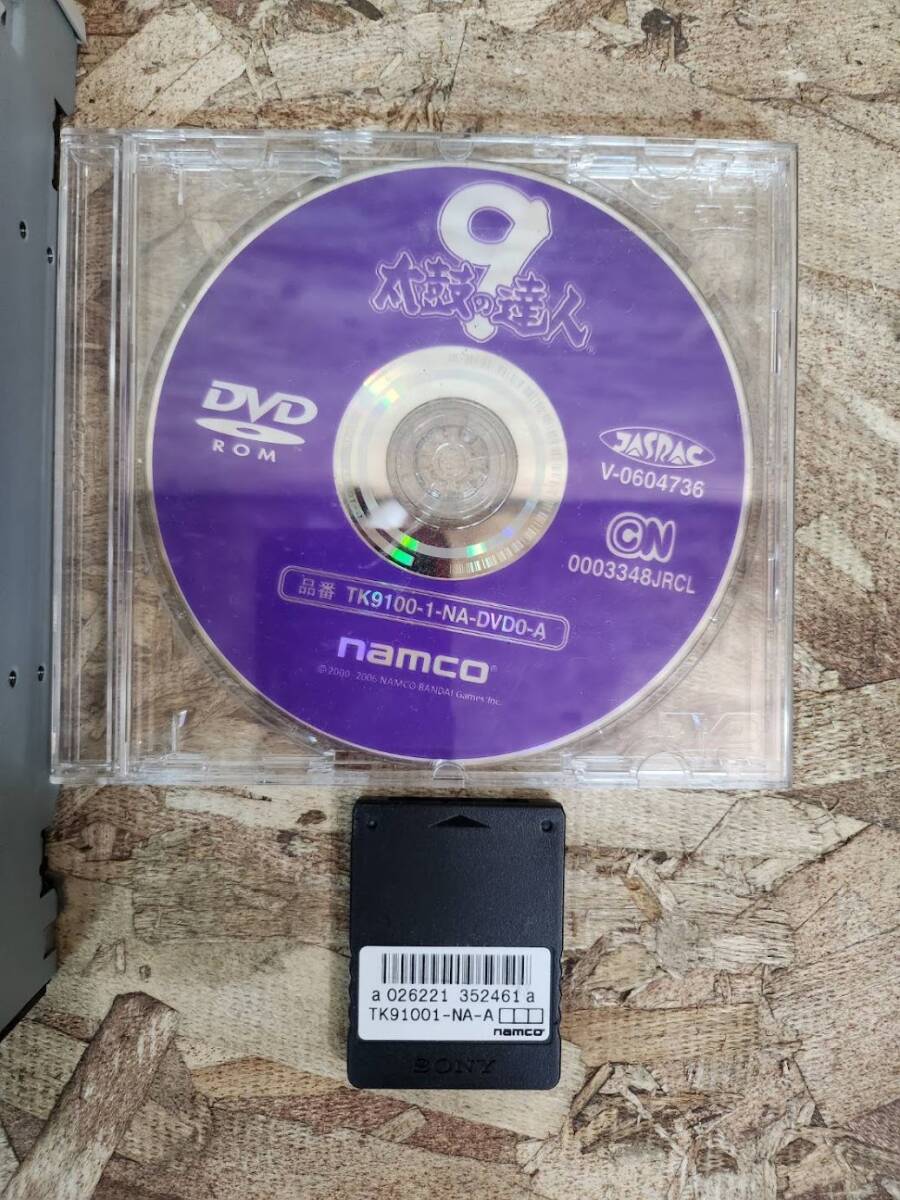 9
太鼓の達人
DVD
ROM
JASRAC
V-0604736
CN
0003348JRCL
品番 TK9100-1-NA-DVD0-A
namco®
© 2000 2006 NAMCO BANDAI Games Inc.
a 026221 352461 a
TK91001-NA-A
namco
SONY